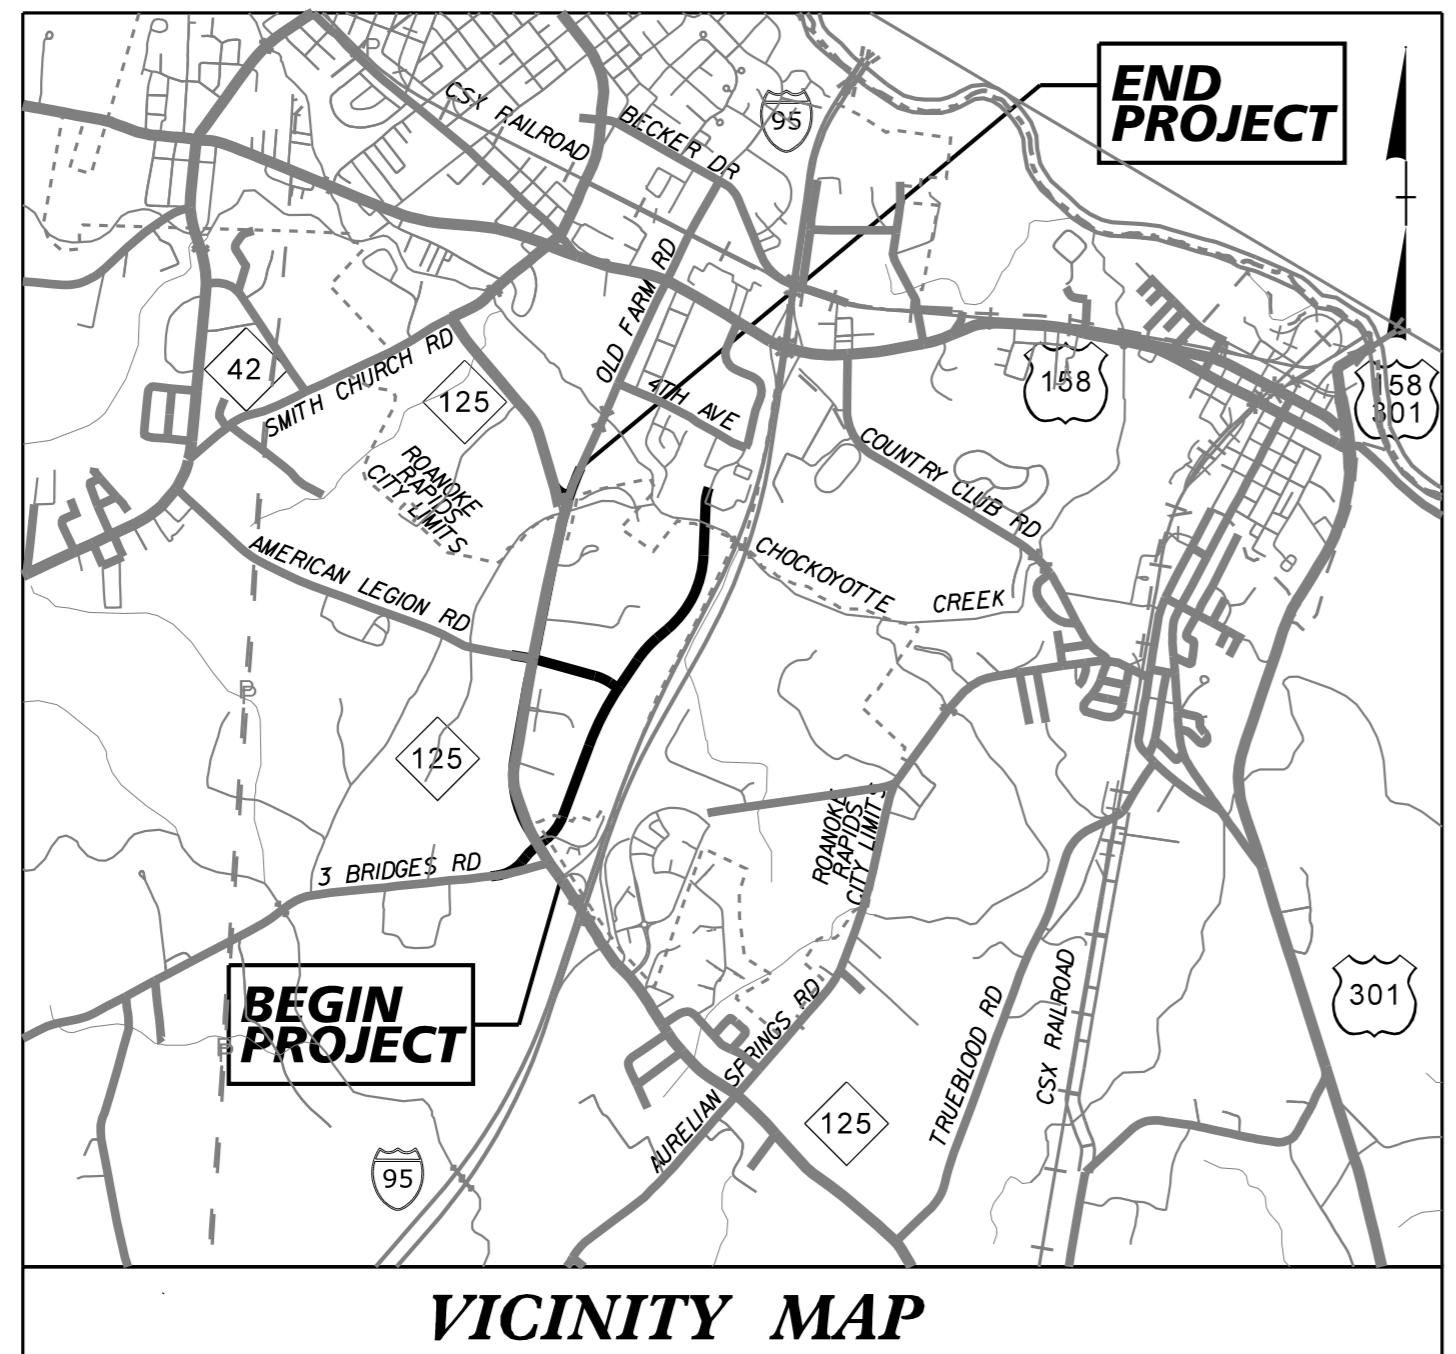 END
PROJECT
CSX RAILROAD
BECKER DR
95
P
OLD FARM RD
SMITH CHURCH RD
42
125
4TH AVE
158
158
301
COUNTRY CLUB RD
ROANOKE
RAPIDS
CITY LIMITS
AMERICAN LEGION RD
CHOCKOYOTTE CREEK
P
125
ROANOKE
RAPIDS
CITY LIMITS
3 BRIDGES RD
BEGIN
PROJECT
P
AURELIAN SPRINGS RD
TRUEBLOOD RD
CSX RAILROAD
301
125
95
VICINITY MAP